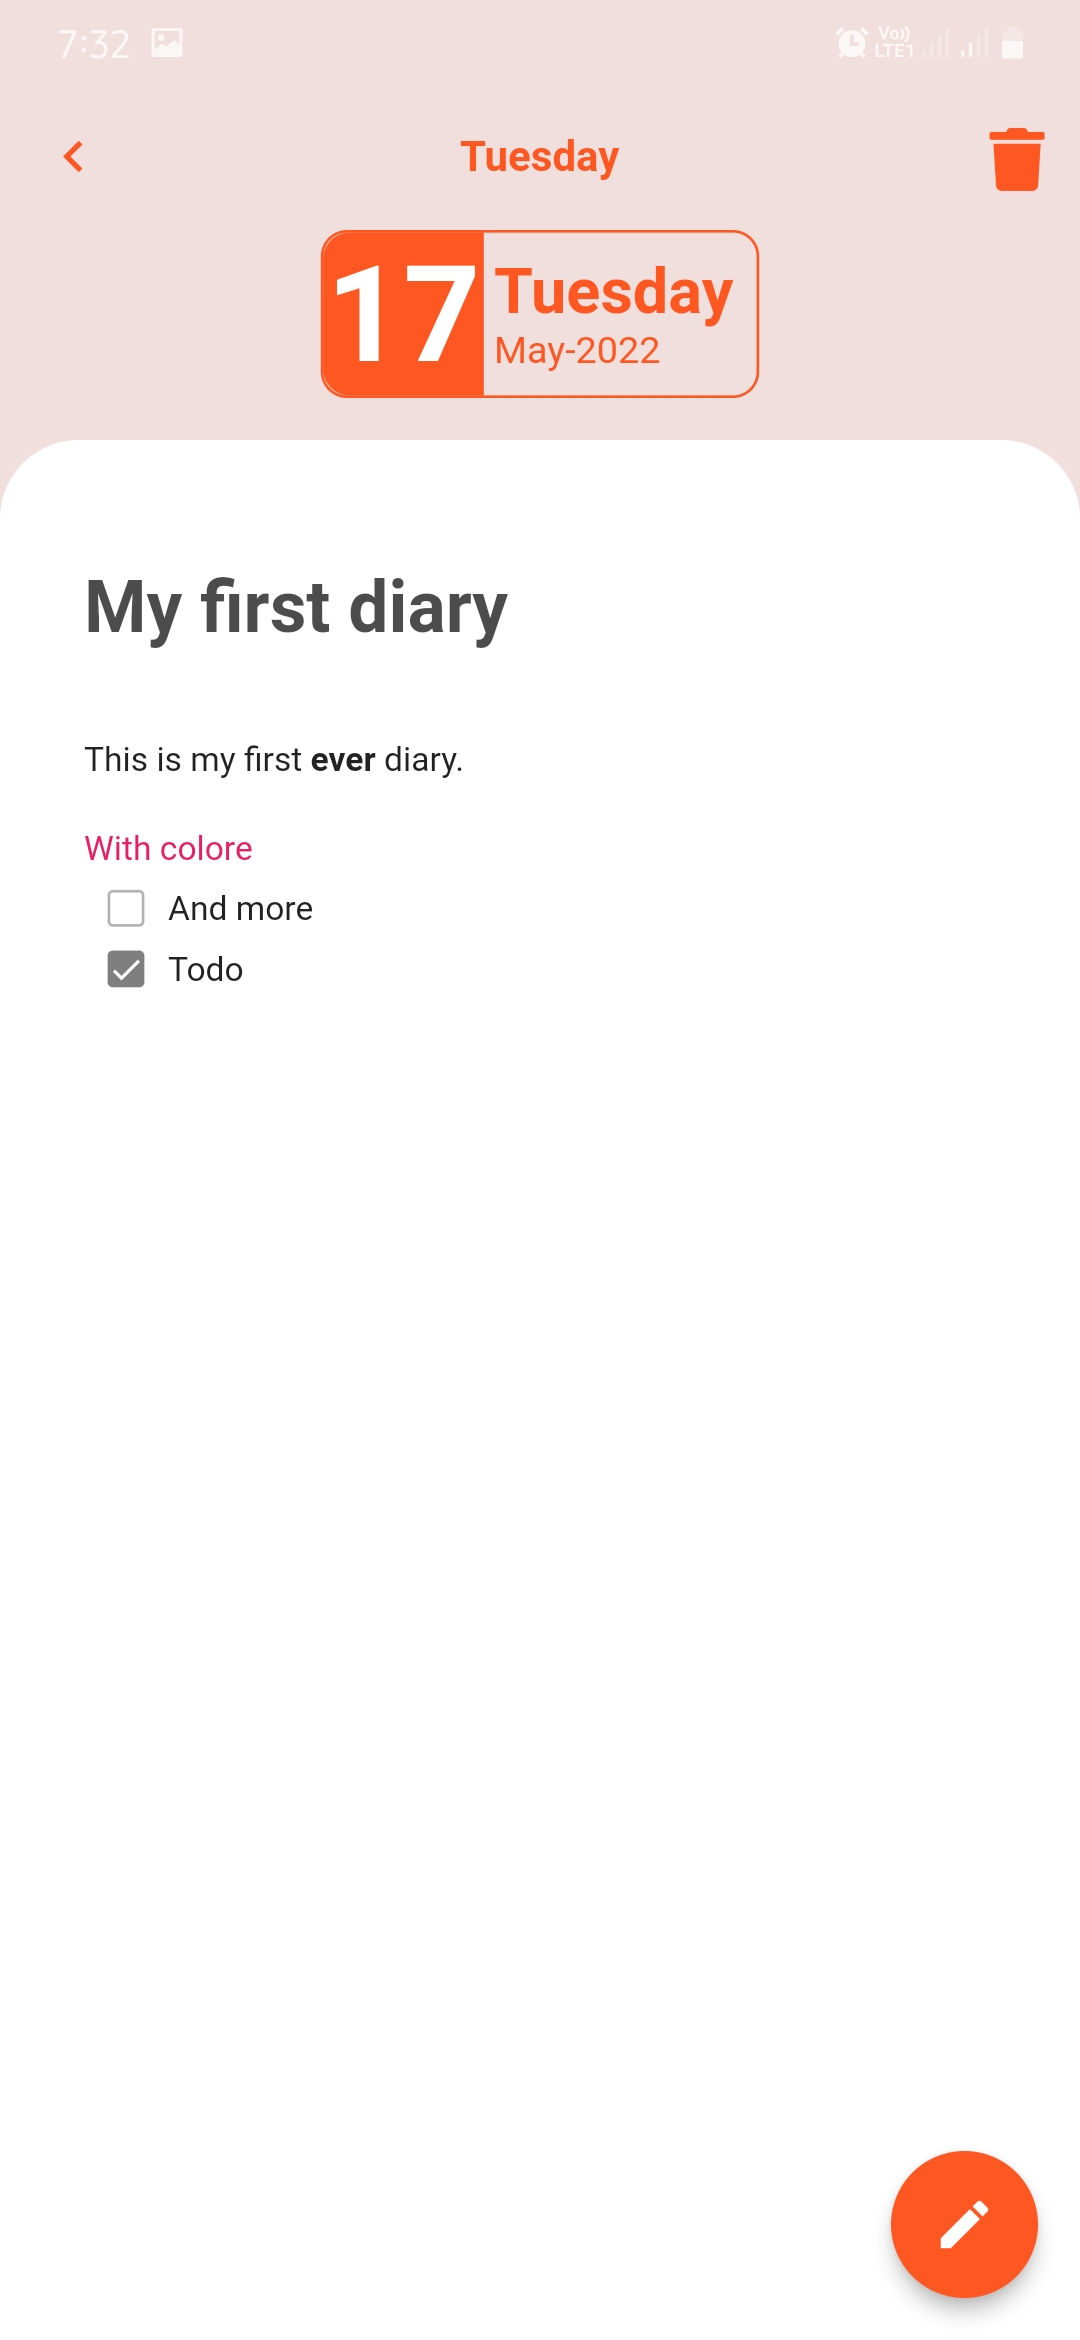 7:32 Vo)) LTE1
Tuesday
17 Tuesday
May-2022
My first diary
This is my first ever diary.
With colore
And more
Todo